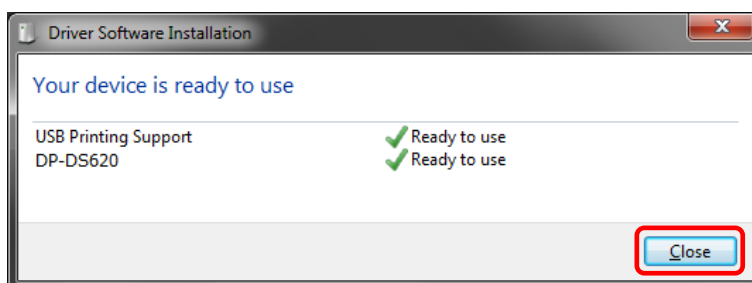 Driver Software Installation
Your device is ready to use
USB Printing Support Ready to use
DP-DS620 Ready to use
Close